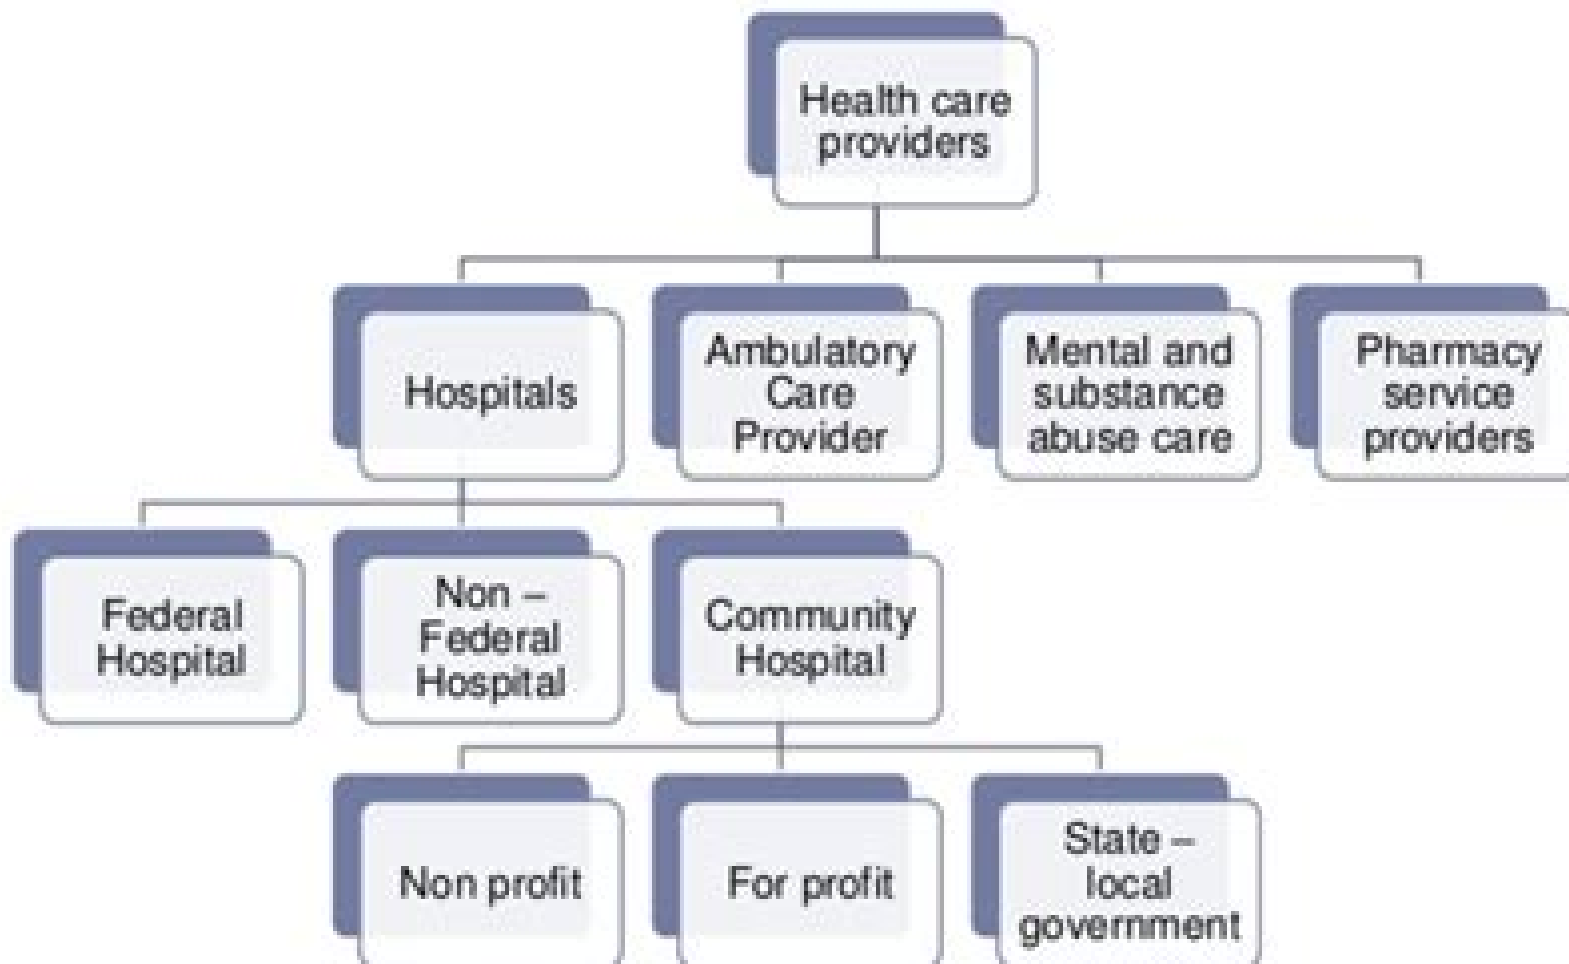 Health care
providers
Hospitals
Ambulatory
Care
Provider
Mental and
substance
abuse care
Pharmacy
service
providers
Federal
Hospital
Non –
Federal
Hospital
Community
Hospital
Non profit
For profit
State –
local
government